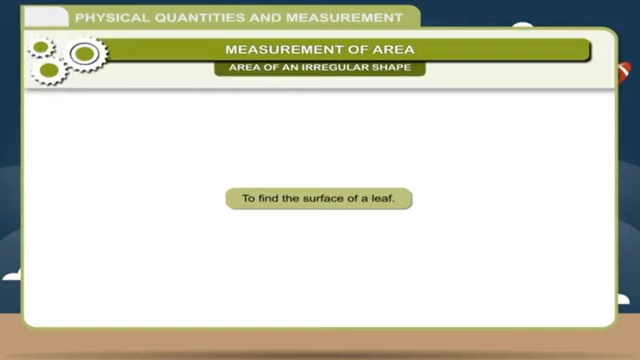 PHYSICAL QUANTITIES AND MEASUREMENT
MEASUREMENT OF AREA
AREA OF AN IRREGULAR SHAPE
To find the surface of a leaf.